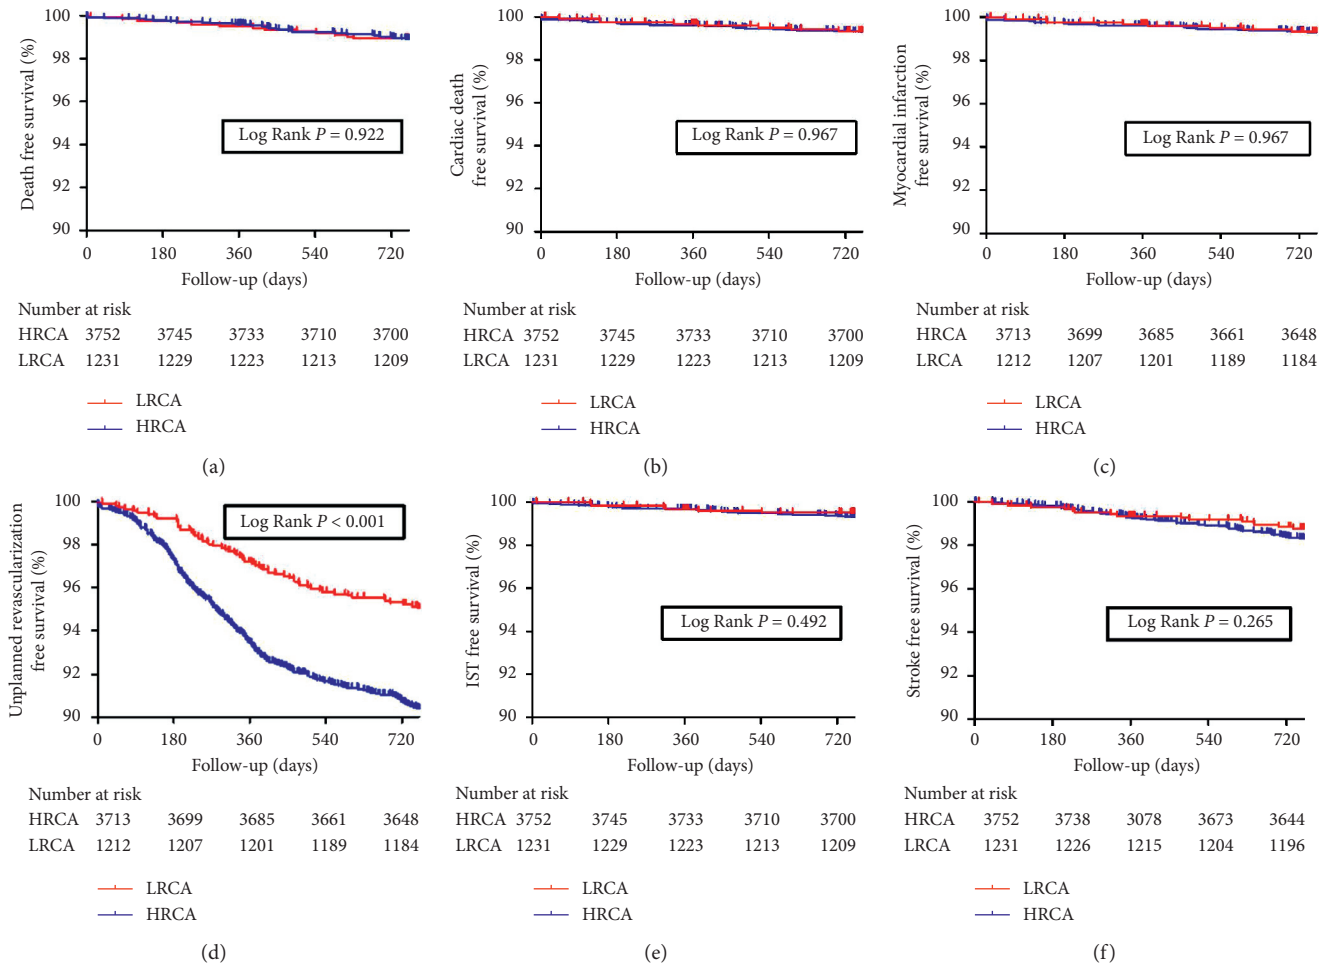 Death free survival (%)
100
98
96
94
92
90
Log Rank P = 0.922
0 180 360 540 720
Follow-up (days)
Number at risk
HRCA 3752 3745 3733 3710 3700
LRCA 1231 1229 1223 1213 1209
LRCA
HRCA
(a)
Cardiac death
free survival (%)
100
98
96
94
92
90
Log Rank P = 0.967
0 180 360 540 720
Follow-up (days)
Number at risk
HRCA 3752 3745 3733 3710 3700
LRCA 1231 1229 1223 1213 1209
LRCA
HRCA
(b)
Myocardial infarction
free survival (%)
100
98
96
94
92
90
Log Rank P = 0.967
0 180 360 540 720
Follow-up (days)
Number at risk
HRCA 3713 3699 3685 3661 3648
LRCA 1212 1207 1201 1189 1184
LRCA
HRCA
(c)
Unplanned revascularization
free survival (%)
100
98
96
94
92
90
Log Rank P < 0.001
0 180 360 540 720
Follow-up (days)
Number at risk
HRCA 3713 3699 3685 3661 3648
LRCA 1212 1207 1201 1189 1184
LRCA
HRCA
(d)
IST free survival (%)
100
98
96
94
92
90
Log Rank P = 0.492
0 180 360 540 720
Follow-up (days)
Number at risk
HRCA 3752 3745 3733 3710 3700
LRCA 1231 1229 1223 1213 1209
LRCA
HRCA
(e)
Stroke free survival (%)
100
98
96
94
92
90
Log Rank P = 0.265
0 180 360 540 720
Follow-up (days)
Number at risk
HRCA 3752 3738 3078 3673 3644
LRCA 1231 1226 1215 1204 1196
LRCA
HRCA
(f)